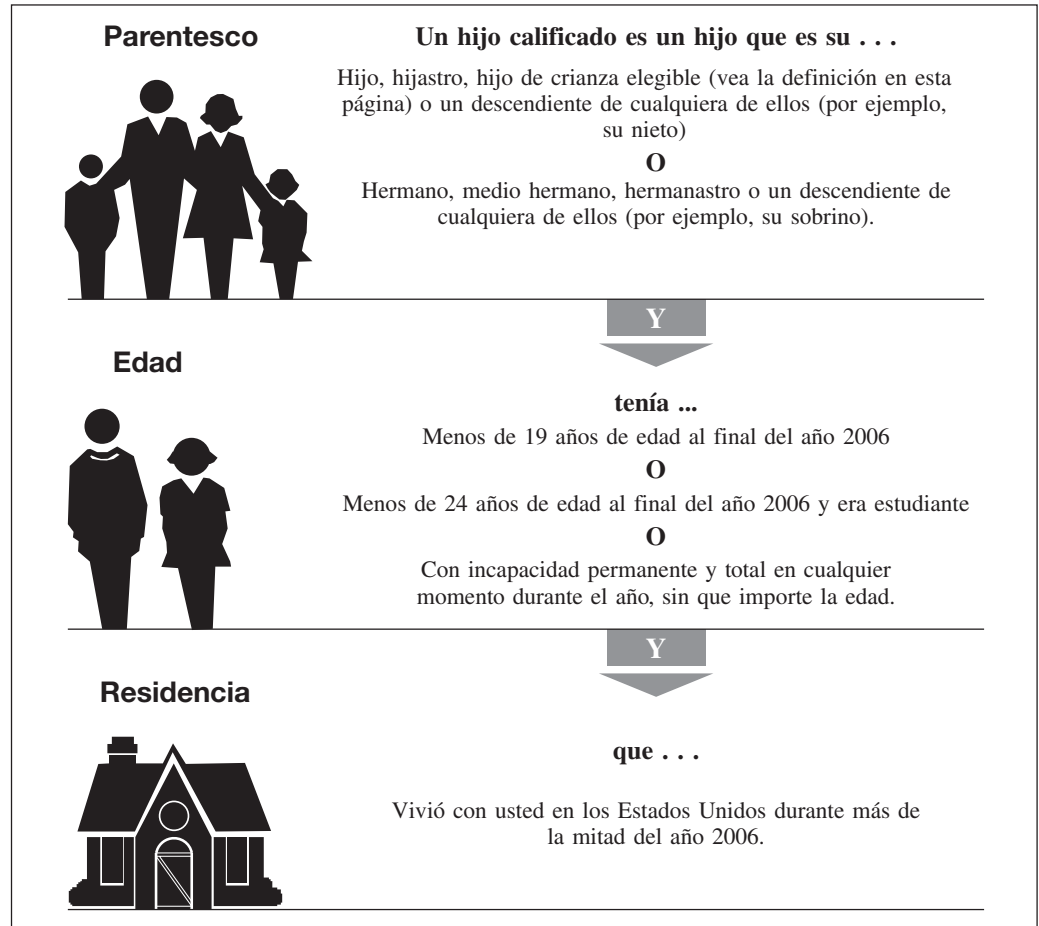 Parentesco
Un hijo calificado es un hijo que es su . . .
Hijo, hijastro, hijo de crianza elegible (vea la definición en esta
página) o un descendiente de cualquiera de ellos (por ejemplo,
su nieto)
O
Hermano, medio hermano, hermanastro o un descendiente de
cualquiera de ellos (por ejemplo, su sobrino).
Y
Edad
tenía ...
Menos de 19 años de edad al final del año 2006
O
Menos de 24 años de edad al final del año 2006 y era estudiante
O
Con incapacidad permanente y total en cualquier
momento durante el año, sin que importe la edad.
Y
Residencia
que . . .
Vivió con usted en los Estados Unidos durante más de
la mitad del año 2006.